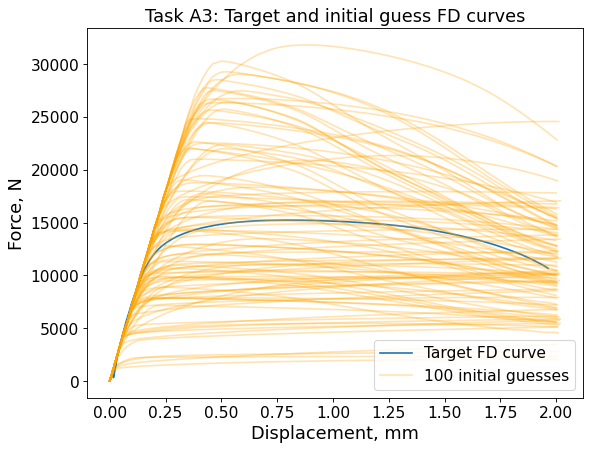 Task A3: Target and initial guess FD curves
Force, N
30000
25000
20000
15000
10000
5000
0
Target FD curve
100 initial guesses
0.00 0.25 0.50 0.75 1.00 1.25 1.50 1.75 2.00
Displacement, mm